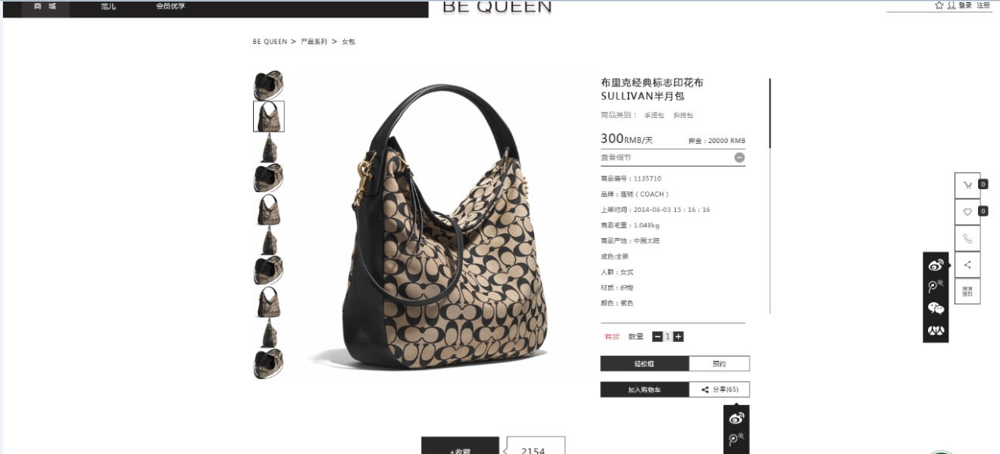 商 城 范儿 会员优享
BE QUEEN
登录 注册
BE QUEEN > 产品系列 > 女包
布里克经典标志印花布
SULLIVAN半月包
商品类别： 手提包 斜挎包
300RMB/天 押金：20000 RMB
查看细节
商品编号：1135710
品牌：蔻驰（COACH）
上架时间：2014-06-03 15：16：16
商品毛重：1.048kg
商品产地：中国大陆
成色:全新
人群：女式
材质：织物
颜色：紫色
有货 数量 1
轻松租 预约
加入购物车 分享(65)
+收藏 2154
0
0